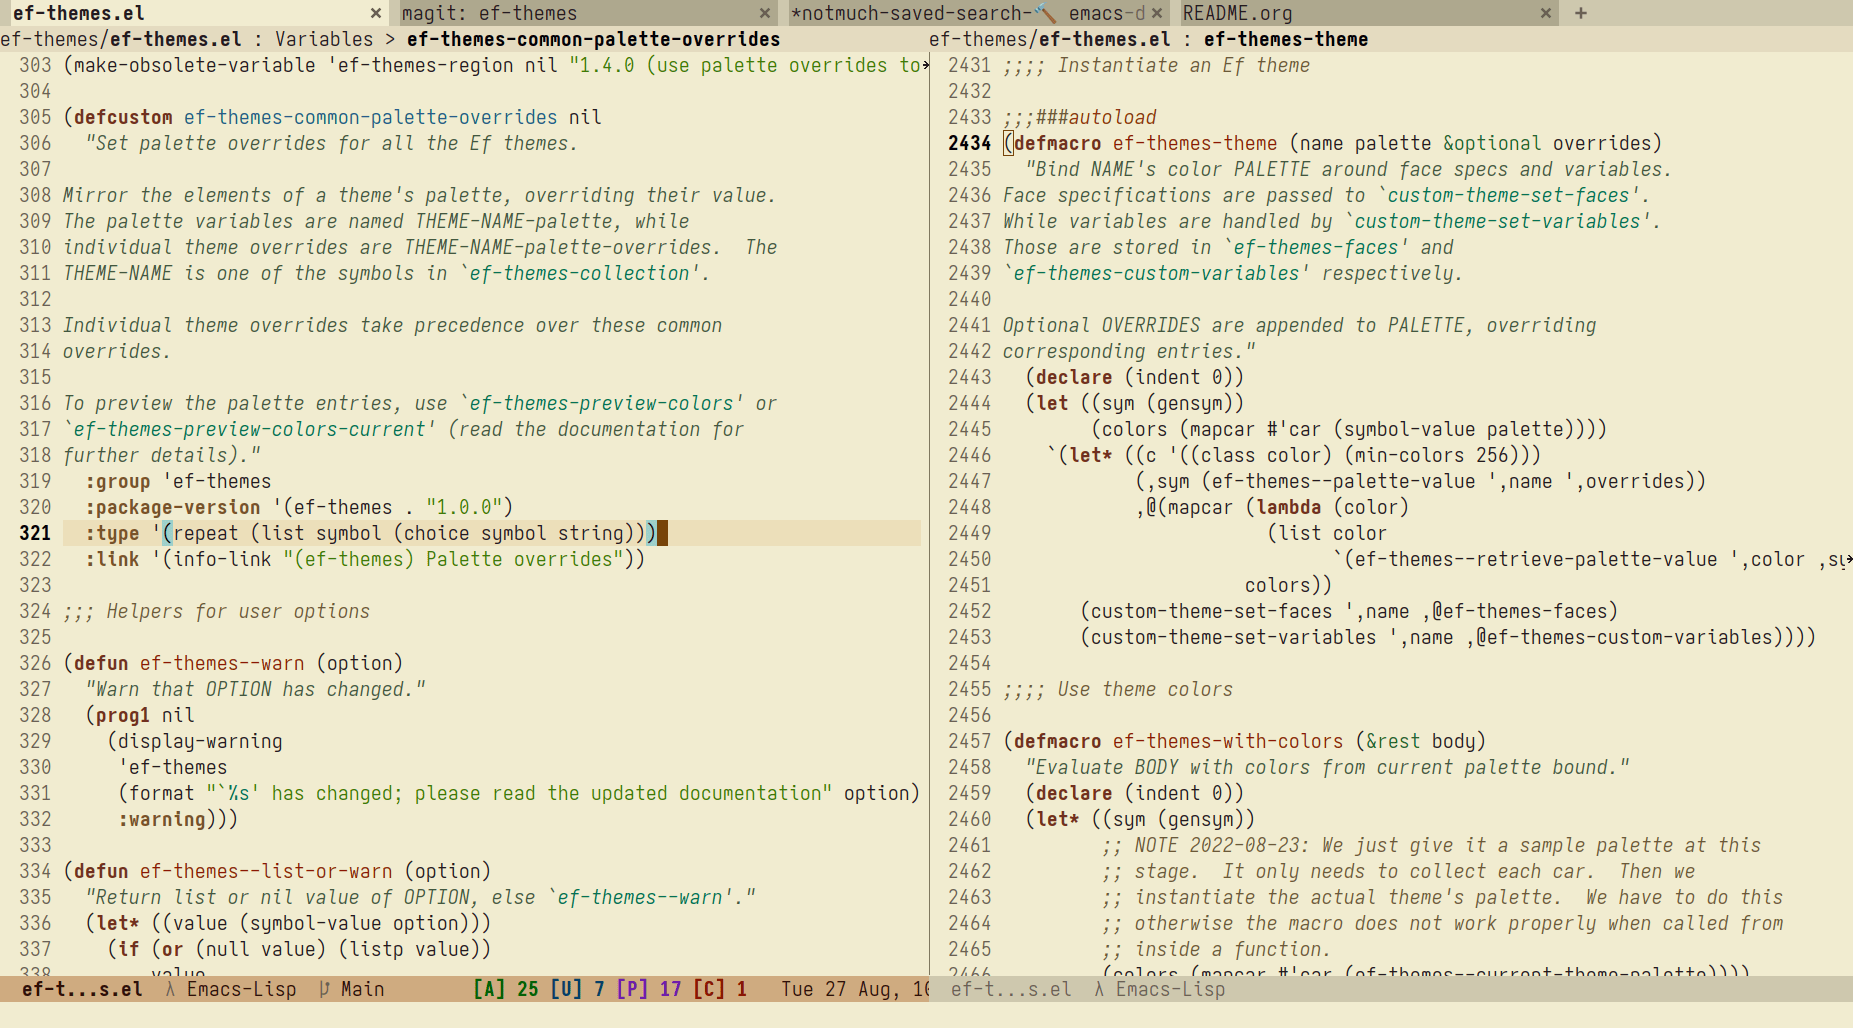 ef-themes.el × magit: ef-themes × *notmuch-saved-search-🔨 emacs-d × README.org × +
ef-themes/ef-themes.el : Variables > ef-themes-common-palette-overrides
303 (make-obsolete-variable 'ef-themes-region nil "1.4.0 (use palette overrides to→
304
305 (defcustom ef-themes-common-palette-overrides nil
306   "Set palette overrides for all the Ef themes.
307
308 Mirror the elements of a theme's palette, overriding their value.
309 The palette variables are named THEME-NAME-palette, while
310 individual theme overrides are THEME-NAME-palette-overrides.  The
311 THEME-NAME is one of the symbols in `ef-themes-collection'.
312
313 Individual theme overrides take precedence over these common
314 overrides.
315
316 To preview the palette entries, use `ef-themes-preview-colors' or
317 `ef-themes-preview-colors-current' (read the documentation for
318 further details)."
319   :group 'ef-themes
320   :package-version '(ef-themes . "1.0.0")
321   :type '(repeat (list symbol (choice symbol string)))
322   :link '(info-link "(ef-themes) Palette overrides"))
323
324 ;;; Helpers for user options
325
326 (defun ef-themes--warn (option)
327   "Warn that OPTION has changed."
328   (prog1 nil
329     (display-warning
330      'ef-themes
331      (format "`%s' has changed; please read the updated documentation" option)
332      :warning)))
333
334 (defun ef-themes--list-or-warn (option)
335   "Return list or nil value of OPTION, else `ef-themes--warn'."
336   (let* ((value (symbol-value option)))
337     (if (or (null value) (listp value))
338         value
ef-t...s.el λ Emacs-Lisp Main [A] 25 [U] 7 [P] 17 [C] 1 Tue 27 Aug, 10
ef-themes/ef-themes.el : ef-themes-theme
2431 ;;;; Instantiate an Ef theme
2432
2433 ;;;###autoload
2434 (defmacro ef-themes-theme (name palette &optional overrides)
2435   "Bind NAME's color PALETTE around face specs and variables.
2436 Face specifications are passed to `custom-theme-set-faces'.
2437 While variables are handled by `custom-theme-set-variables'.
2438 Those are stored in `ef-themes-faces' and
2439 `ef-themes-custom-variables' respectively.
2440
2441 Optional OVERRIDES are appended to PALETTE, overriding
2442 corresponding entries."
2443   (declare (indent 0))
2444   (let ((sym (gensym))
2445         (colors (mapcar #'car (symbol-value palette))))
2446     `(let* ((c '((class color) (min-colors 256)))
2447             (,sym (ef-themes--palette-value ',name ',overrides))
2448             ,@(mapcar (lambda (color)
2449                         (list color
2450                               `(ef-themes--retrieve-palette-value ',color ,sy→
2451                       colors))
2452        (custom-theme-set-faces ',name ,@ef-themes-faces)
2453        (custom-theme-set-variables ',name ,@ef-themes-custom-variables))))
2454
2455 ;;;; Use theme colors
2456
2457 (defmacro ef-themes-with-colors (&rest body)
2458   "Evaluate BODY with colors from current palette bound."
2459   (declare (indent 0))
2460   (let* ((sym (gensym))
2461          ;; NOTE 2022-08-23: We just give it a sample palette at this
2462          ;; stage.  It only needs to collect each car.  Then we
2463          ;; instantiate the actual theme's palette.  We have to do this
2464          ;; otherwise the macro does not work properly when called from
2465          ;; inside a function.
2466          (colors (mapcar #'car (ef-themes--current-theme-palette))))
ef-t...s.el λ Emacs-Lisp